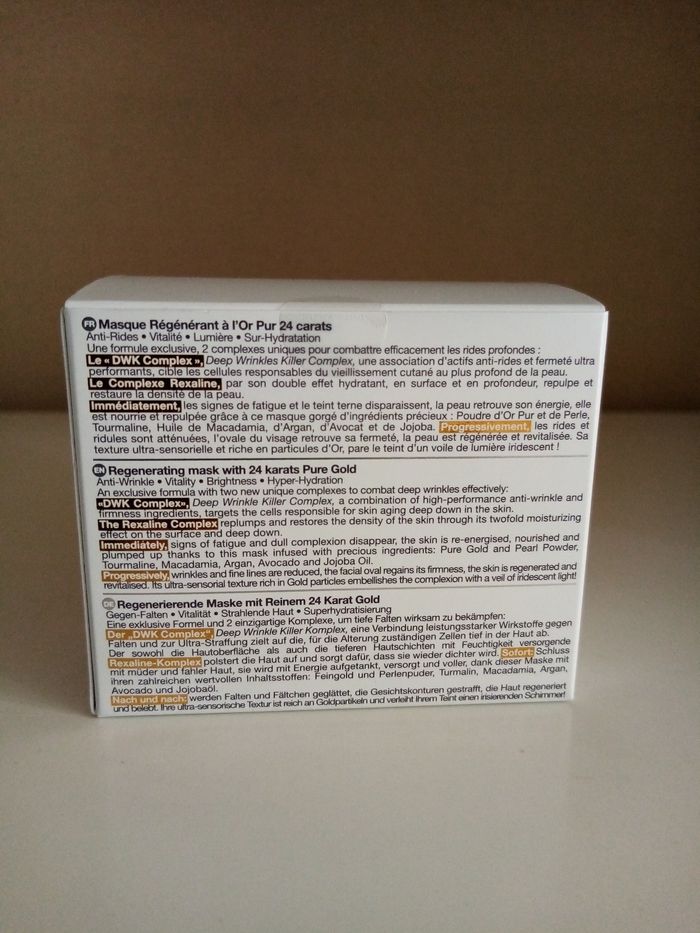 FR Masque Régénérant à l'Or Pur 24 carats
Anti-Rides • Vitalité • Lumière • Sur-Hydratation
Une formule exclusive, 2 complexes uniques pour combattre efficacement les rides profondes :
Le « DWK Complex », Deep Wrinkles Killer Complex, une association d'actifs anti-rides et fermeté ultra
performants, cible les cellules responsables du vieillissement cutané au plus profond de la peau.
Le Complexe Rexaline, par son double effet hydratant, en surface et en profondeur, repulpe et
restaure la densité de la peau.
Immédiatement, les signes de fatigue et le teint terne disparaissent, la peau retrouve son énergie, elle
est nourrie et repulpée grâce à ce masque gorgé d'ingrédients précieux : Poudre d'Or Pur et de Perle,
Tourmaline, Huile de Macadamia, d'Argan, d'Avocat et de Jojoba. Progressivement, les rides et
ridules sont atténuées, l'ovale du visage retrouve sa fermeté, la peau est régénérée et revitalisée. Sa
texture ultra-sensorielle et riche en particules d'Or, pare le teint d'un voile de lumière iridescent !
EN Regenerating mask with 24 karats Pure Gold
Anti-Wrinkle • Vitality • Brightness • Hyper-Hydration
An exclusive formula with two new unique complexes to combat deep wrinkles effectively:
«DWK Complex», Deep Wrinkle Killer Complex, a combination of high-performance anti-wrinkle and
firmness ingredients, targets the cells responsible for skin aging deep down in the skin.
The Rexaline Complex replumps and restores the density of the skin through its twofold moisturizing
effect on the surface and deep down.
Immediately, signs of fatigue and dull complexion disappear, the skin is re-energised, nourished and
plumped up thanks to this mask infused with precious ingredients: Pure Gold and Pearl Powder,
Tourmaline, Macadamia, Argan, Avocado and Jojoba Oil.
Progressively, wrinkles and fine lines are reduced, the facial oval regains its firmness, the skin is regenerated and
revitalised. Its ultra-sensorial texture rich in Gold particles embellishes the complexion with a veil of iridescent light!
DE Regenerierende Maske mit Reinem 24 Karat Gold
Gegen-Falten • Vitalität • Strahlende Haut • Superhydratisierung
Eine exklusive Formel und 2 einzigartige Komplexe, um tiefe Falten wirksam zu bekämpfen:
Der „DWK Complex", Deep Wrinkle Killer Komplex, eine Verbindung leistungsstarker Wirkstoffe gegen
Falten und zur Ultra-Straffung zielt auf die, für die Alterung zuständigen Zellen tief in der Haut ab.
Der sowohl die Hautoberfläche als auch die tieferen Hautschichten mit Feuchtigkeit versorgende
Rexaline-Komplex polstert die Haut auf und sorgt dafür, dass sie wieder dichter wird. Sofort: Schluss
mit müder und fahler Haut, sie wird mit Energie aufgetankt, versorgt und voller, dank dieser Maske mit
ihren zahlreichen wertvollen Inhaltsstoffen: Feingold und Perlenpuder, Turmalin, Macadamia, Argan,
Avocado und Jojobaöl.
Nach und nach: werden Falten und Fältchen geglättet, die Gesichtskonturen gestrafft, die Haut regeneriert
und belebt. Ihre ultra-sensorische Textur ist reich an Goldpartikeln und verleiht Ihrem Teint einen irisierenden Schimmer!